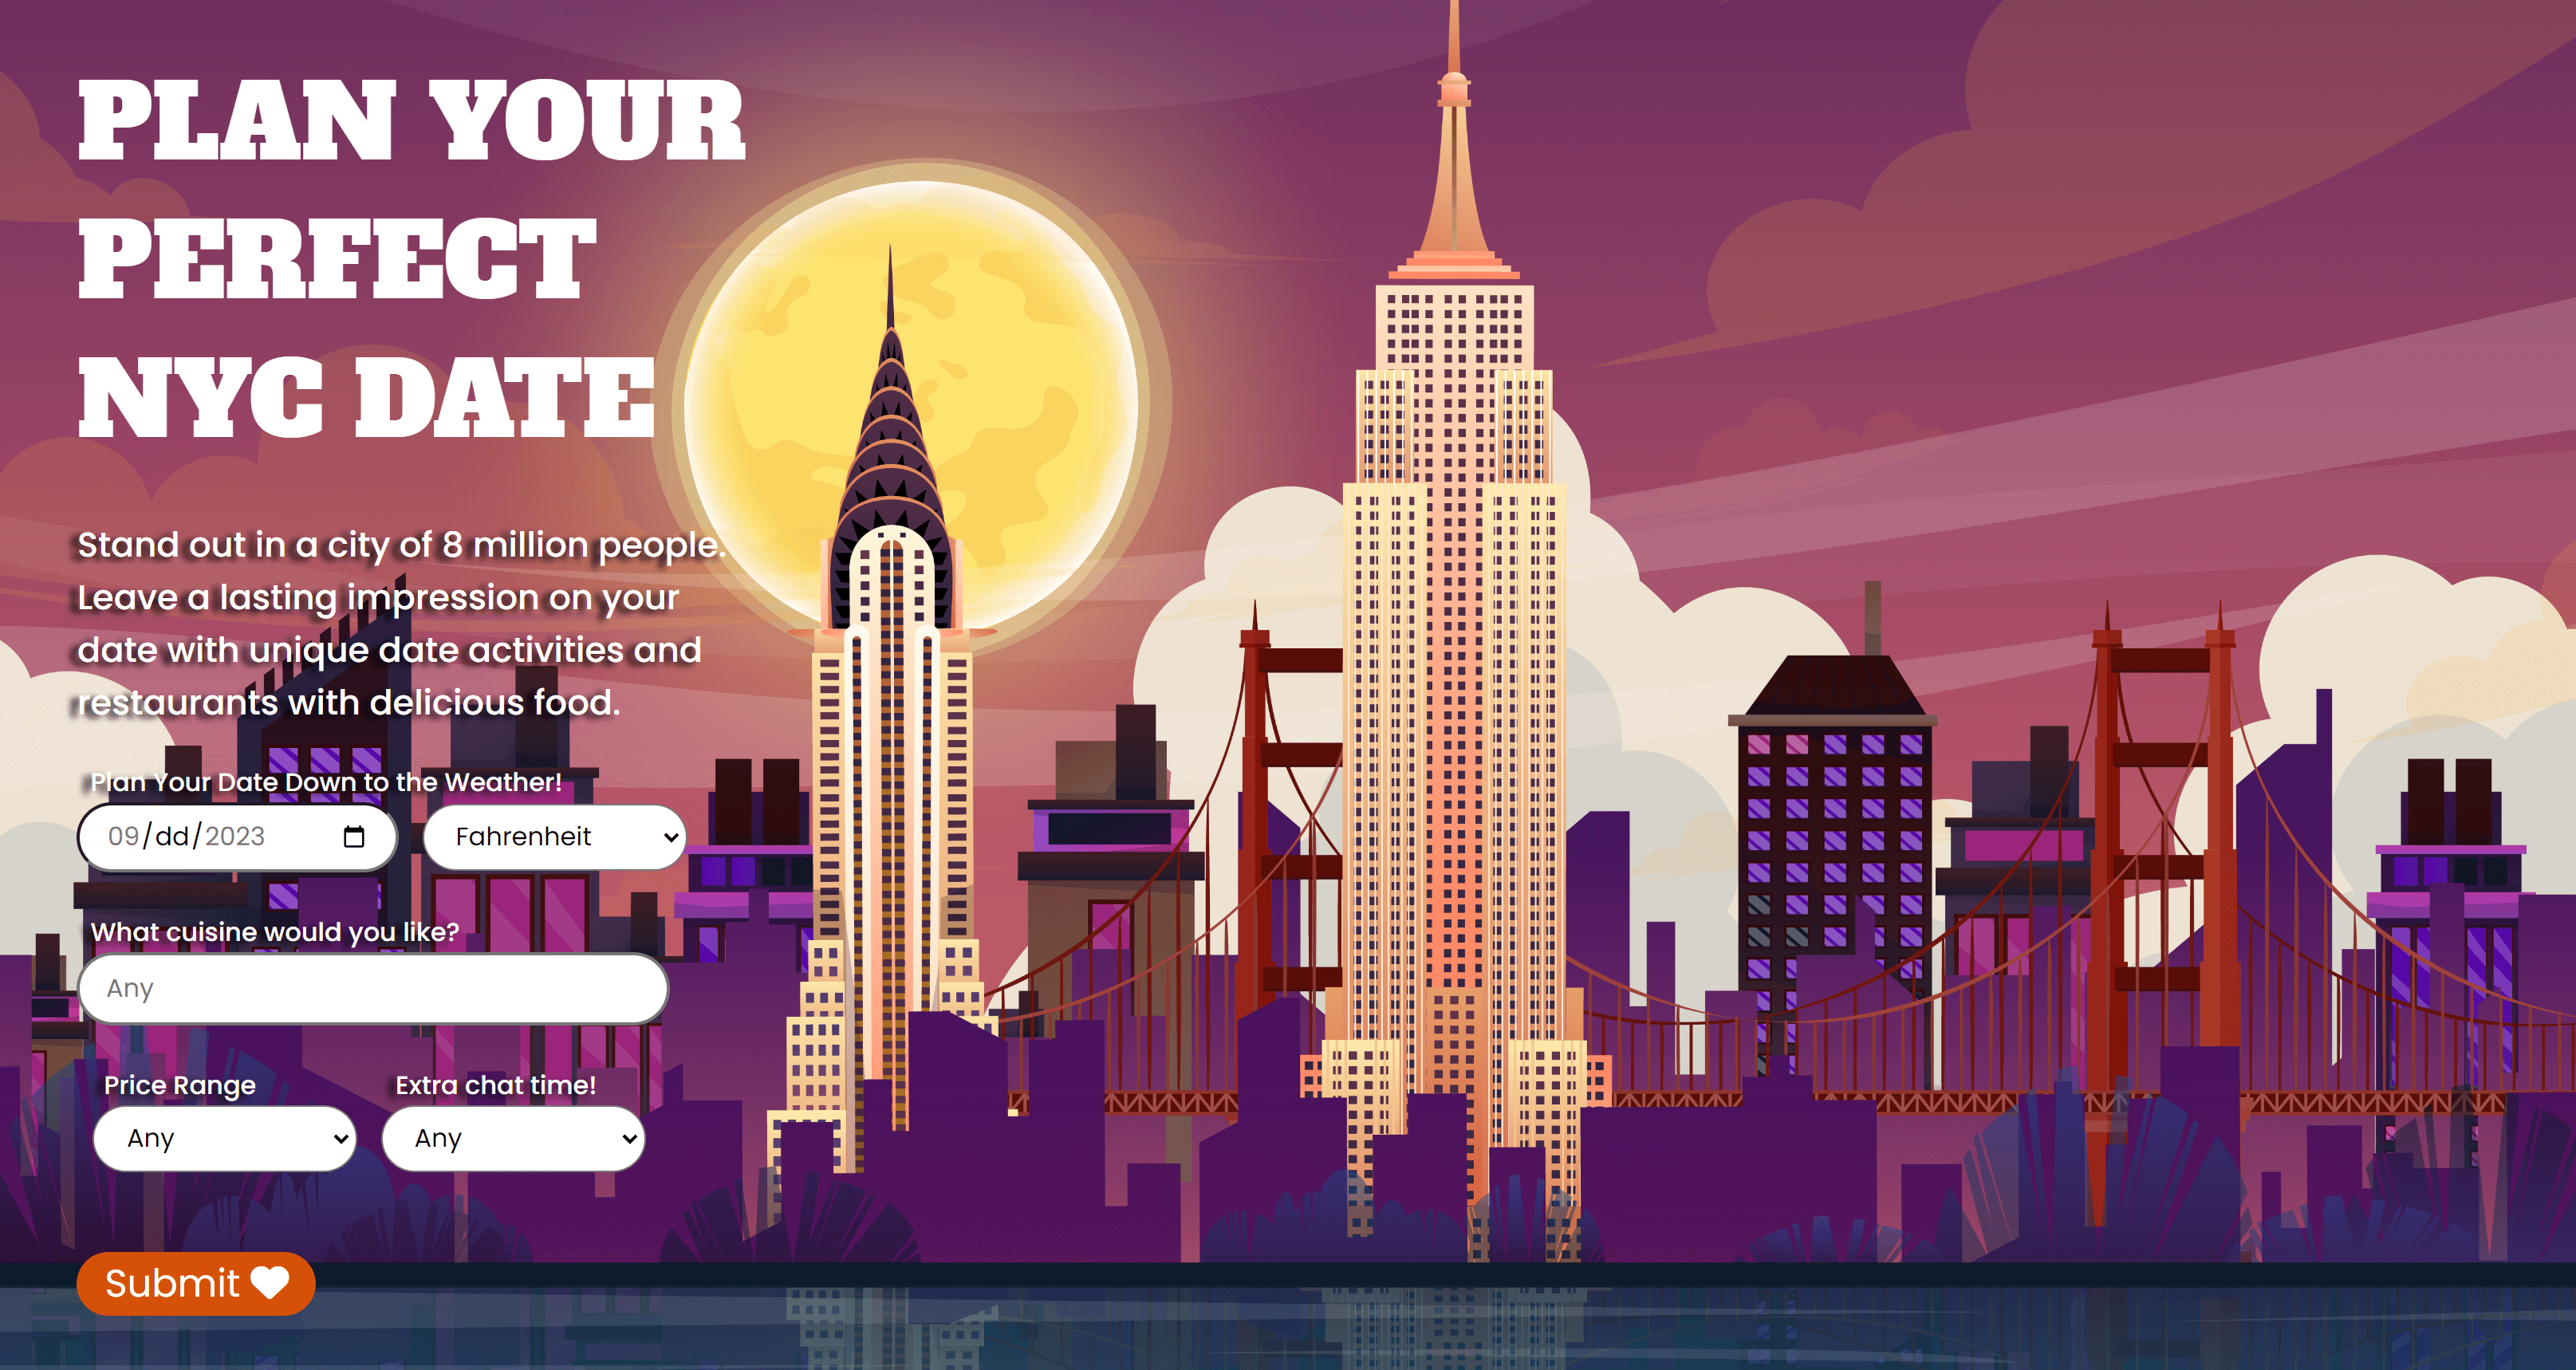 PLAN YOUR
PERFECT
NYC DATE
Stand out in a city of 8 million people.
Leave a lasting impression on your
date with unique date activities and
restaurants with delicious food.
Plan Your Date Down to the Weather!
09/dd/2023
Fahrenheit
What cuisine would you like?
Any
Price Range
Extra chat time!
Any
Any
Submit